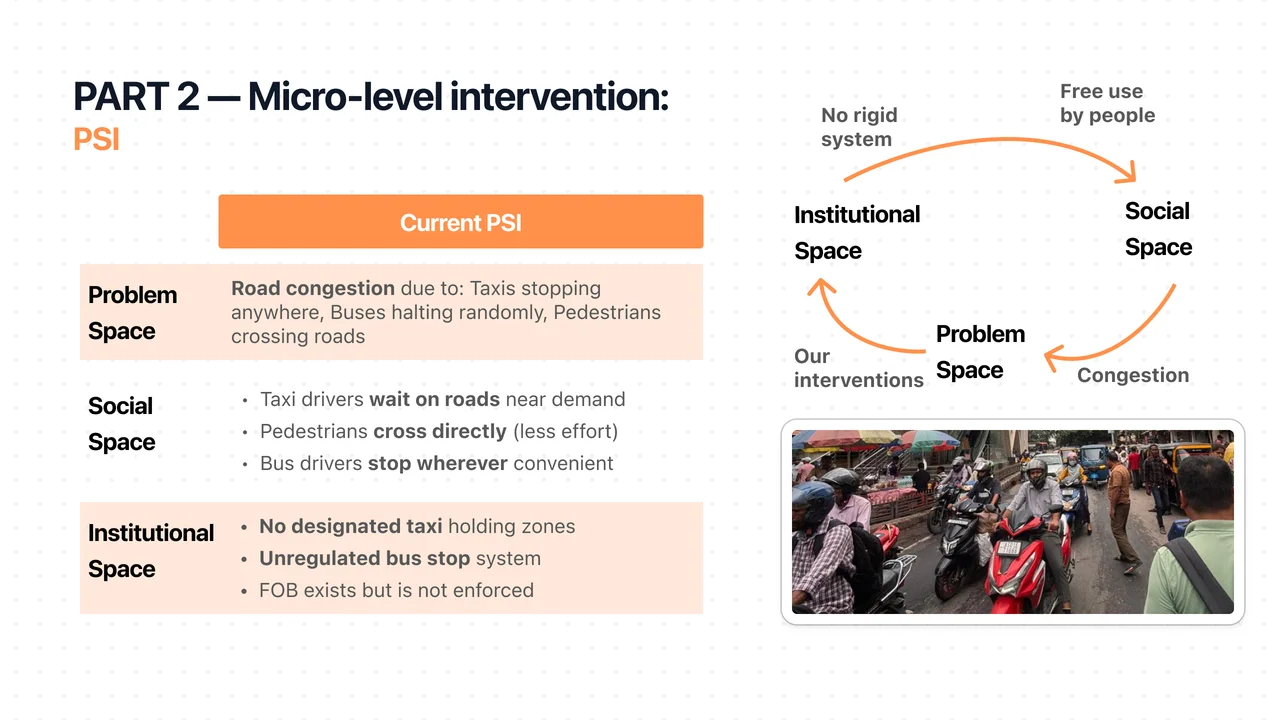 PART 2 — Micro-level intervention:
PSI
Current PSI
Problem
Space
Road congestion due to: Taxis stopping
anywhere, Buses halting randomly, Pedestrians
crossing roads
Social
Space
• Taxi drivers wait on roads near demand
• Pedestrians cross directly (less effort)
• Bus drivers stop wherever convenient
Institutional
Space
• No designated taxi holding zones
• Unregulated bus stop system
• FOB exists but is not enforced
No rigid
system
Free use
by people
Institutional
Space
Social
Space
Problem
Space
Our
interventions
Congestion